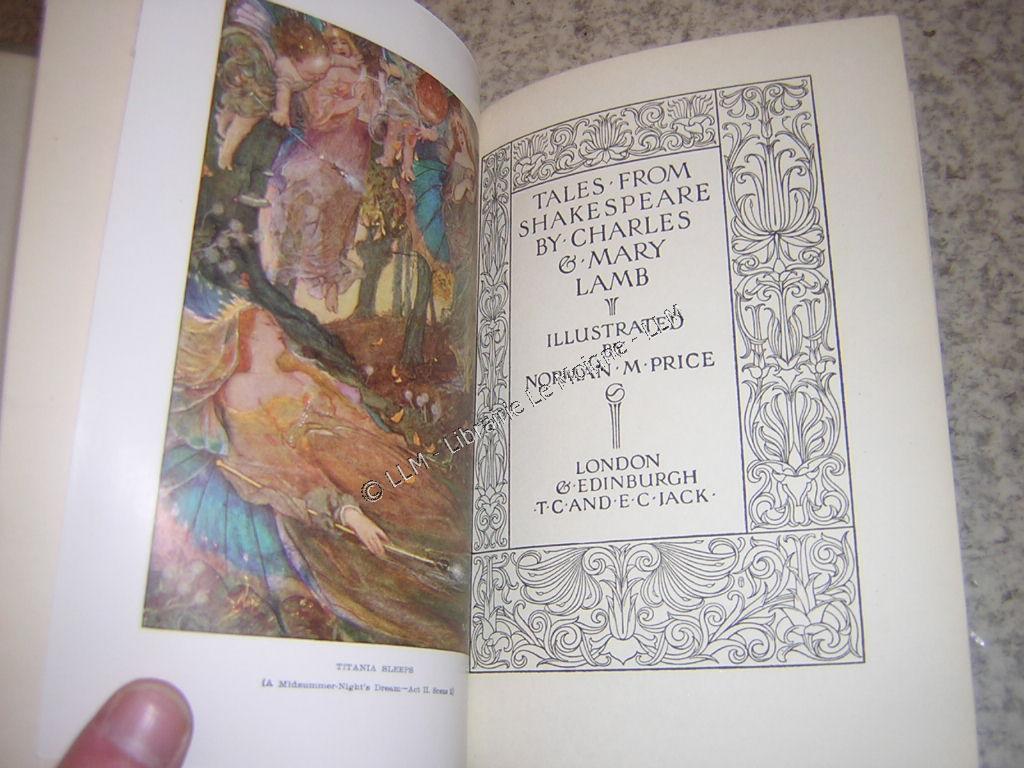 TITANIA SLEEPS
(A Midsummer-Night's Dream—Act II. Scene 2)
TALES·FROM
SHAKESPEARE
BY·CHARLES
&·MARY
LAMB
ILLUSTRATED
BY
NORMAN·M·PRICE
LONDON
&·EDINBURGH
·T·C·AND·E·C·JACK·
© LLM - Librairie Le Moigne - LLM